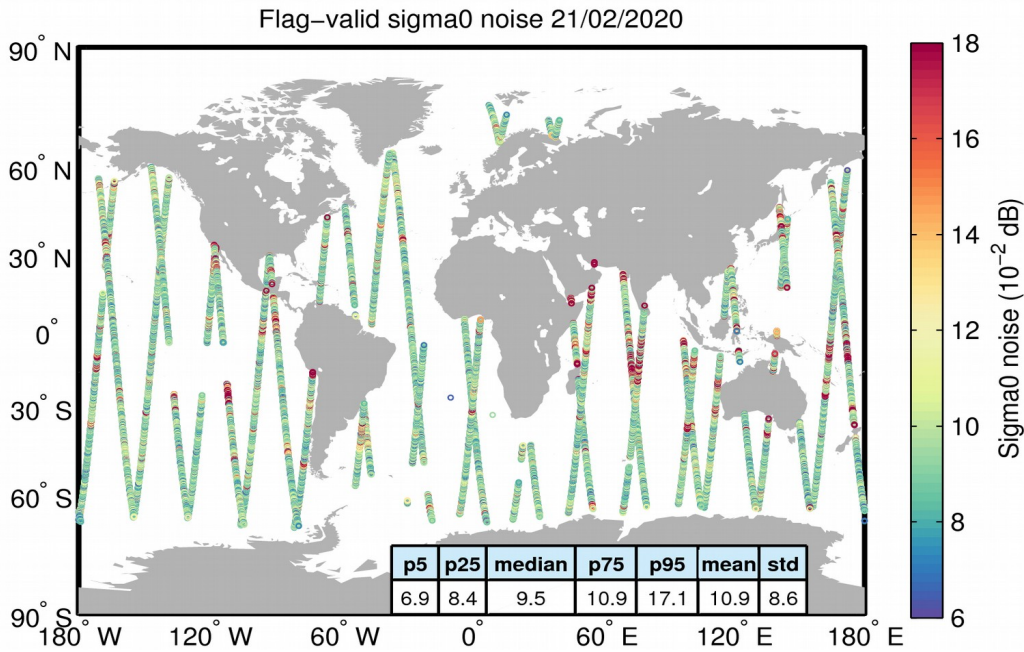 Flag−valid sigma0 noise 21/02/2020
90° N
60° N
30° N
0°
30° S
60° S
90° S
180° W 120° W 60° W 0° 60° E 120° E 180° E
p5 p25 median p75 p95 mean std
6.9 8.4 9.5 10.9 17.1 10.9 8.6
18
16
14
12
10
8
6
Sigma0 noise (10−2 dB)